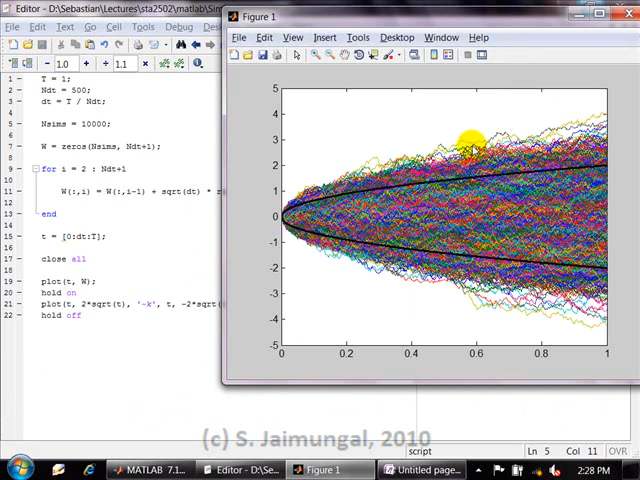 Editor - D:\Sebastian\Lectures\sta2502\matlab\Sim
Figure 1
File Edit Text Go Cell Tools Debug
File Edit View Insert Tools Desktop Window Help
1.0 + ÷ 1.1 ×
1 T = 1;
2 Ndt = 500;
3 dt = T / Ndt;
4
5 Nsims = 10000;
6
7 W = zeros(Nsims, Ndt+1);
8
9 for i = 2 : Ndt+1
10
11 W(:,i) = W(:,i-1) + sqrt(dt) * r
12
13 end
14
15 t = [0:dt:T];
16
17 close all
18
19 plot(t, W);
20 hold on
21 plot(t, 2*sqrt(t), '-k', t, -2*sqrt(
22 hold off
5
4
3
2
1
0
-1
-2
-3
-4
-5
0 0.2 0.4 0.6 0.8 1
(c) S. Jaimungal, 2010
script Ln 5 Col 11 OVR
MATLAB 7.1... Editor - D:\Se... Figure 1 Untitled page... 2:28 PM